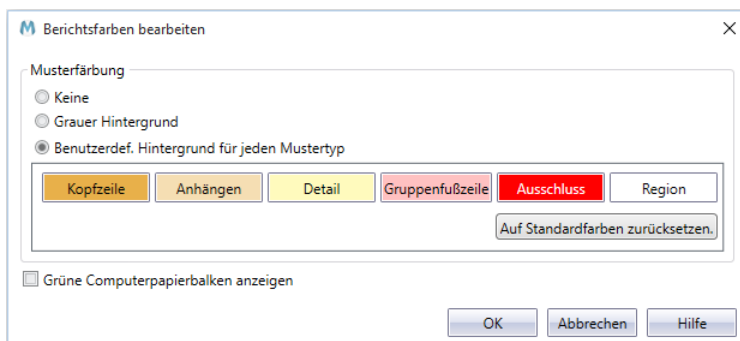 Berichtsfarben bearbeiten
Musterfärbung
Keine
Grauer Hintergrund
Benutzerdef. Hintergrund für jeden Mustertyp
Kopfzeile Anhängen Detail Gruppenfußzeile Ausschluss Region
Auf Standardfarben zurücksetzen.
Grüne Computerpapierbalken anzeigen
OK Abbrechen Hilfe